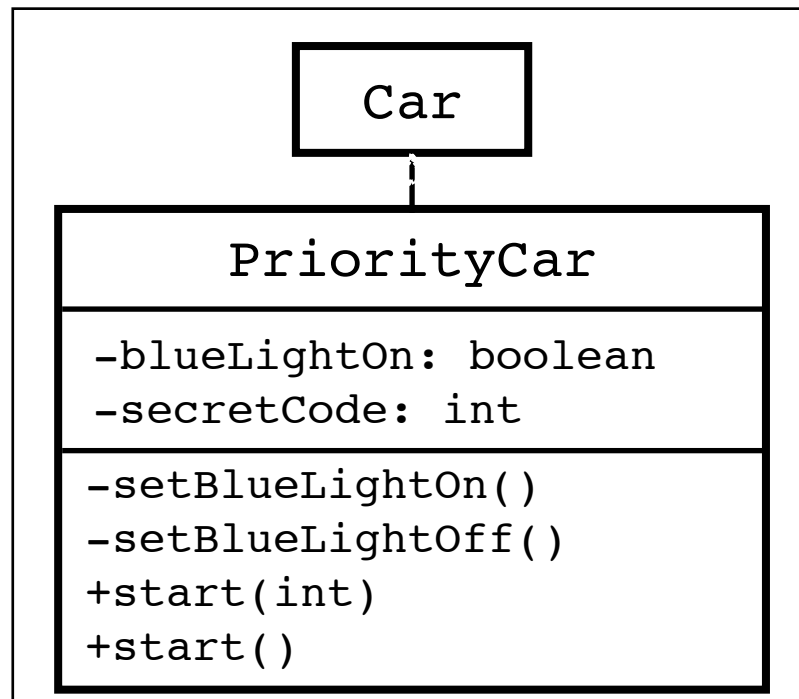 Car
PriorityCar
-blueLightOn: boolean
-secretCode: int
-setBlueLightOn()
-setBlueLightOff()
+start(int)
+start()